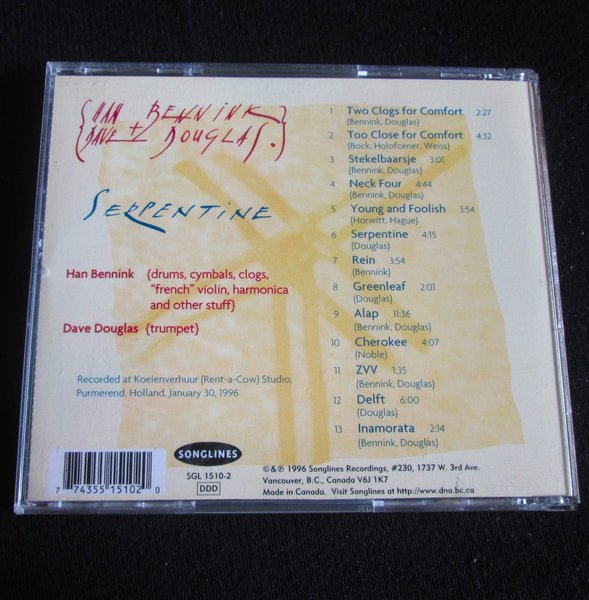 {HAN BENNINK}
{DAVE + DOUGLAS.}
SERPENTINE
Han Bennink {drums, cymbals, clogs,
"french" violin, harmonica
and other stuff}
Dave Douglas {trumpet}
Recorded at Koeienverhuur (Rent-a-Cow) Studio,
Purmerend, Holland, January 30, 1996
1 Two Clogs for Comfort 2:27
(Bennink, Douglas)
2 Too Close for Comfort 4:32
(Bock, Holofcener, Weiss)
3 Stekelbaarsje 3:01
(Bennink, Douglas)
4 Neck Four 4:44
(Bennink, Douglas)
5 Young and Foolish 3:54
(Horwitt, Hague)
6 Serpentine 4:15
(Douglas)
7 Rein 3:54
(Bennink)
8 Greenleaf 2:01
(Douglas)
9 Alap 11:36
(Bennink, Douglas)
10 Cherokee 4:07
(Noble)
11 ZVV 1:35
(Bennink, Douglas)
12 Delft 6:00
(Douglas)
13 Inamorata 2:14
(Bennink, Douglas)
7 74355 15102 0
SONGLINES
SGL 1510-2
DDD
©&℗ 1996 Songlines Recordings, #230, 1737 W. 3rd Ave.
Vancouver, B.C., Canada V6J 1K7
Made in Canada. Visit Songlines at http://www.dna.bc.ca